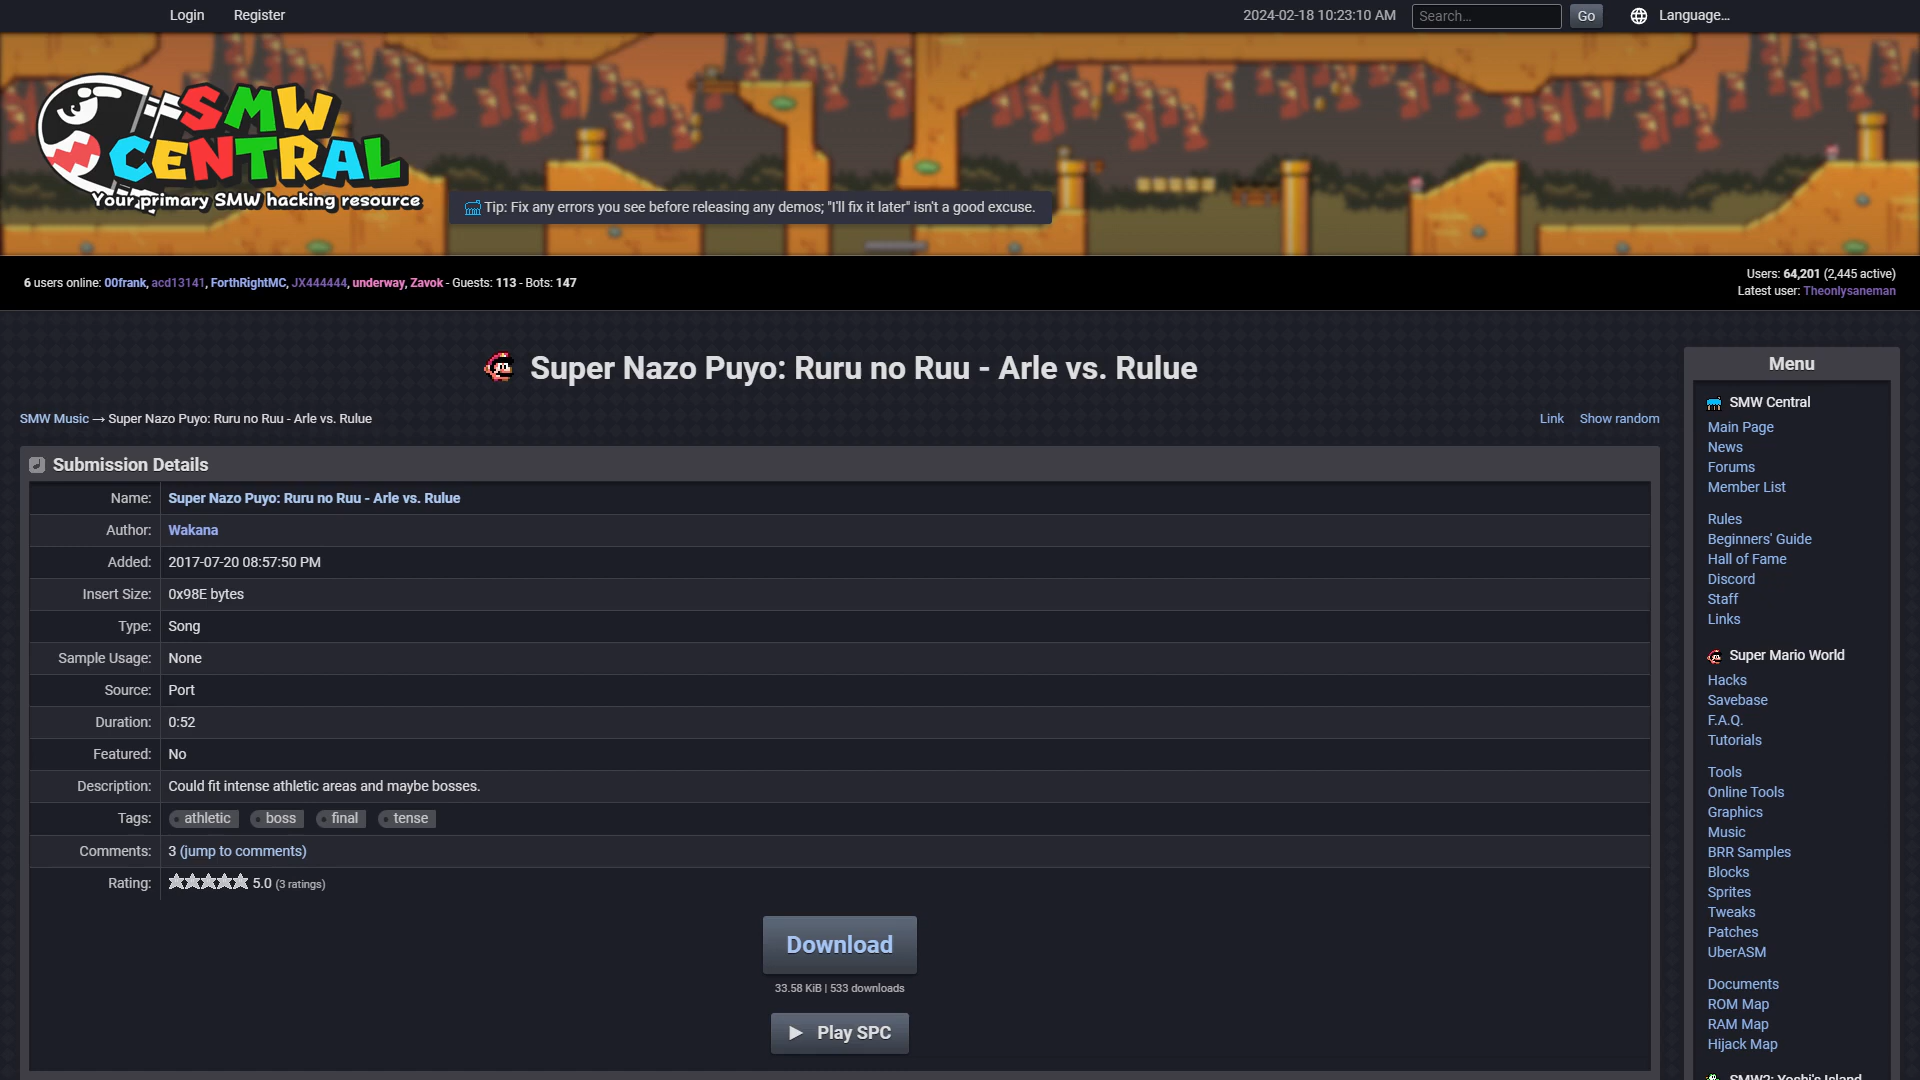 Login Register 2024-02-18 10:23:10 AM Search... Go Language...
SMW
CENTRAL
Your primary SMW hacking resource
Tip: Fix any errors you see before releasing any demos; "I'll fix it later" isn't a good excuse.
6 users online: 00frank, acd13141, ForthRightMC, JX444444, underway, Zavok - Guests: 113 - Bots: 147
Users: 64,201 (2,445 active)
Latest user: Theonlysaneman
Super Nazo Puyo: Ruru no Ruu - Arle vs. Rulue
SMW Music → Super Nazo Puyo: Ruru no Ruu - Arle vs. Rulue
Link Show random
Submission Details
Name: Super Nazo Puyo: Ruru no Ruu - Arle vs. Rulue
Author: Wakana
Added: 2017-07-20 08:57:50 PM
Insert Size: 0x98E bytes
Type: Song
Sample Usage: None
Source: Port
Duration: 0:52
Featured: No
Description: Could fit intense athletic areas and maybe bosses.
Tags: athletic boss final tense
Comments: 3 (jump to comments)
Rating: 5.0 (3 ratings)
Download
33.58 KiB | 533 downloads
Play SPC
Menu
SMW Central
Main Page
News
Forums
Member List
Rules
Beginners' Guide
Hall of Fame
Discord
Staff
Links
Super Mario World
Hacks
Savebase
F.A.Q.
Tutorials
Tools
Online Tools
Graphics
Music
BRR Samples
Blocks
Sprites
Tweaks
Patches
UberASM
Documents
ROM Map
RAM Map
Hijack Map
SMW2: Yoshi's Island